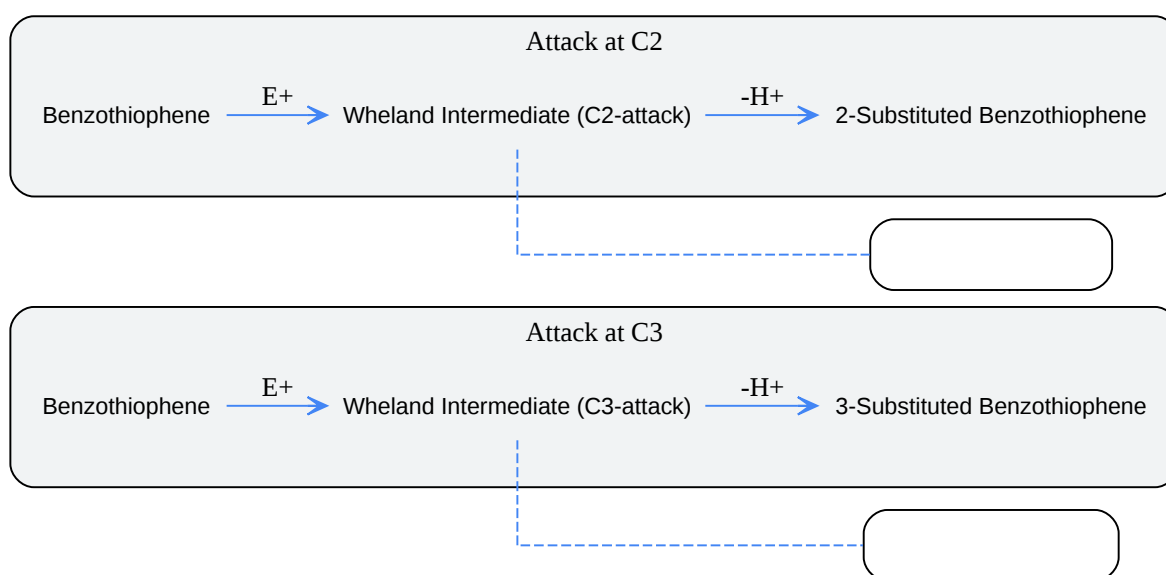 Attack at C2
Benzothiophene E+ Wheland Intermediate (C2-attack) -H+ 2-Substituted Benzothiophene
Attack at C3
Benzothiophene E+ Wheland Intermediate (C3-attack) -H+ 3-Substituted Benzothiophene